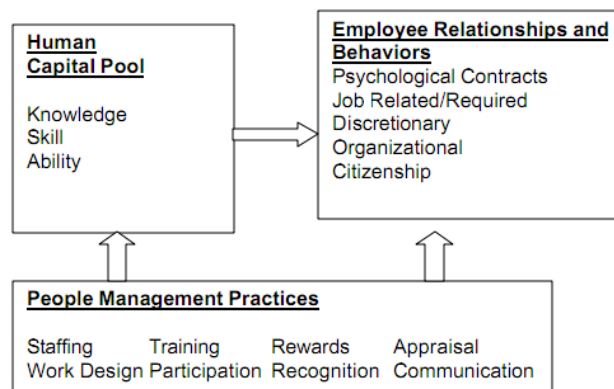 Human
Capital Pool
Knowledge
Skill
Ability
Employee Relationships and
Behaviors
Psychological Contracts
Job Related/Required
Discretionary
Organizational
Citizenship
People Management Practices
Staffing Training Rewards Appraisal
Work Design Participation Recognition Communication